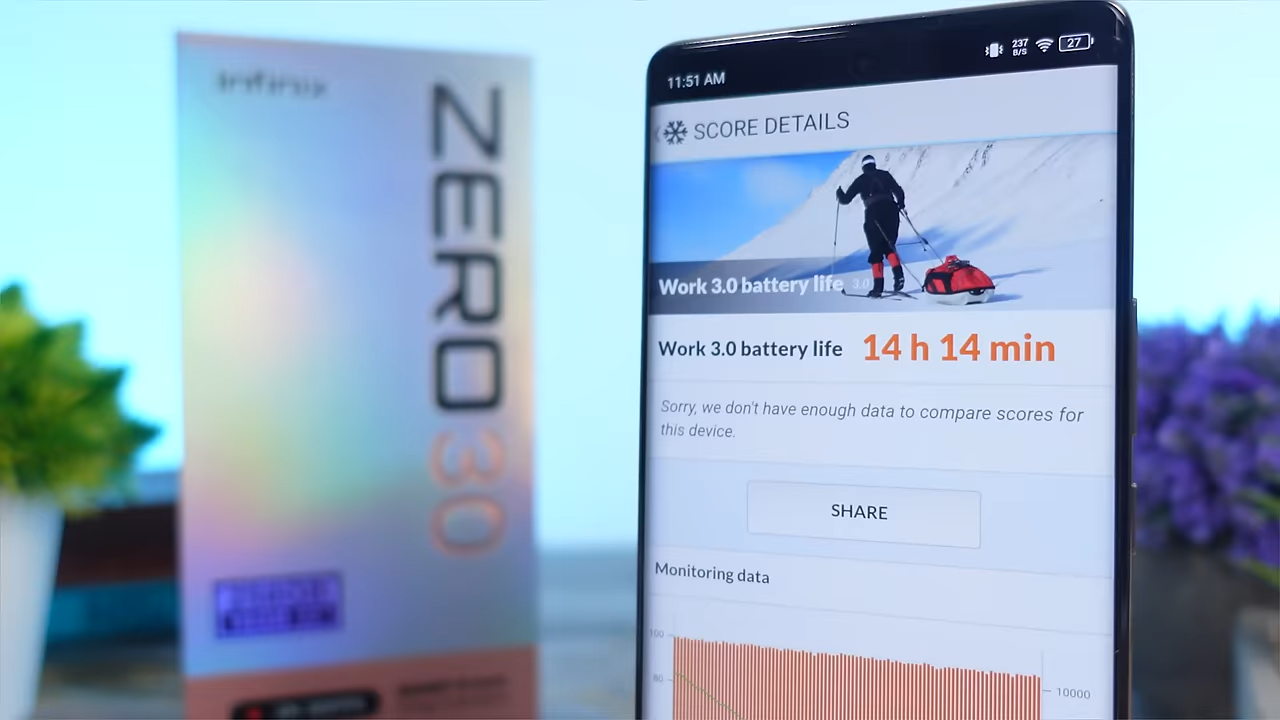 Infinix
ZERO 30
11:51 AM
237
B/S
27
SCORE DETAILS
Work 3.0 battery life 3.0
Work 3.0 battery life 14 h 14 min
Sorry, we don't have enough data to compare scores for
this device.
SHARE
Monitoring data
100
80
10000